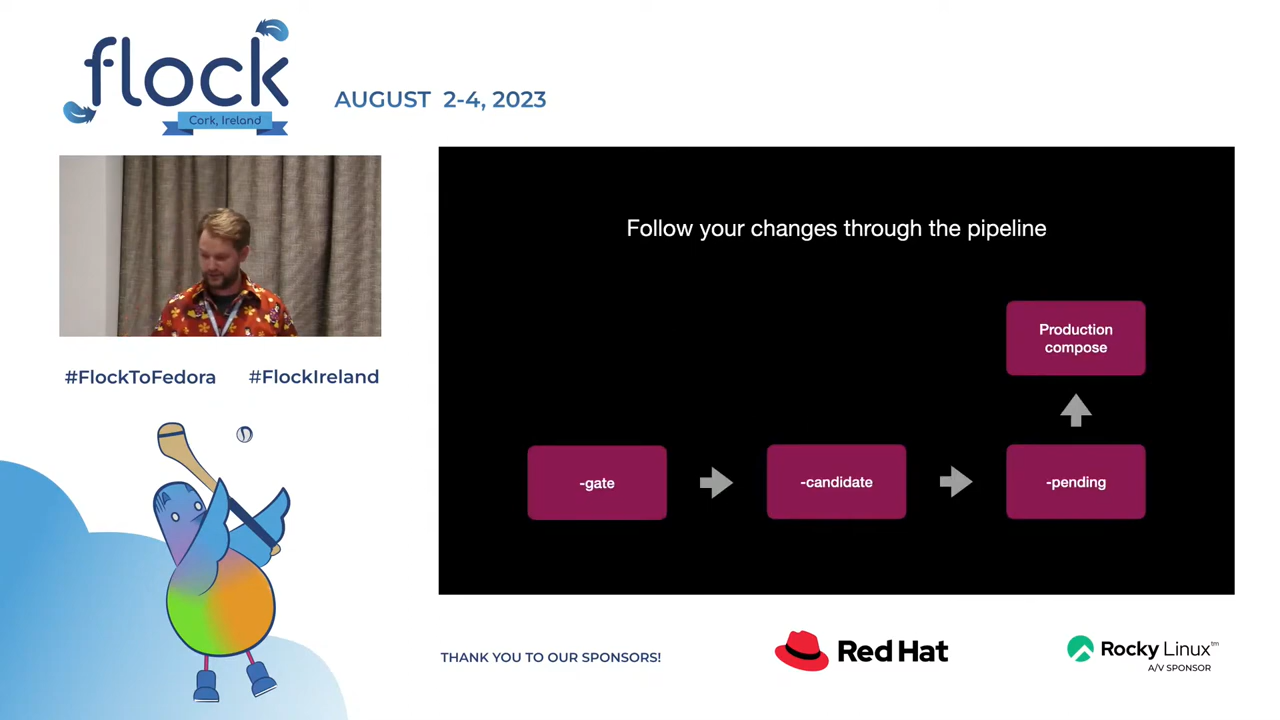 flock
Cork, Ireland
AUGUST 2-4, 2023
#FlockToFedora #FlockIreland
Follow your changes through the pipeline
Production
compose
-gate
-candidate
-pending
THANK YOU TO OUR SPONSORS!
Red Hat
Rocky Linux™
A/V SPONSOR